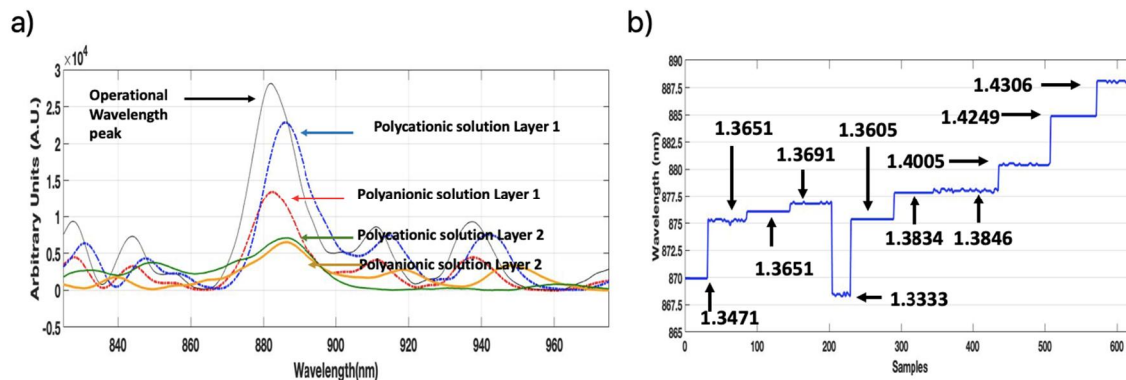 a)
×10⁴
Arbitrary Units (A.U.)
3
2.5
2
1.5
1
0.5
0
-0.5
Operational
Wavelength
peak
Polycationic solution Layer 1
Polyanionic solution Layer 1
Polycationic solution Layer 2
Polyanionic solution Layer 2
840 860 880 900 920 940 960
Wavelength(nm)
b)
Wavelength (nm)
890
887.5
885
882.5
880
877.5
875
872.5
870
867.5
865
1.4306
1.4249
1.3651
1.3691
1.3605
1.4005
1.3834
1.3846
1.3651
1.3333
1.3471
0 100 200 300 400 500 600
Samples